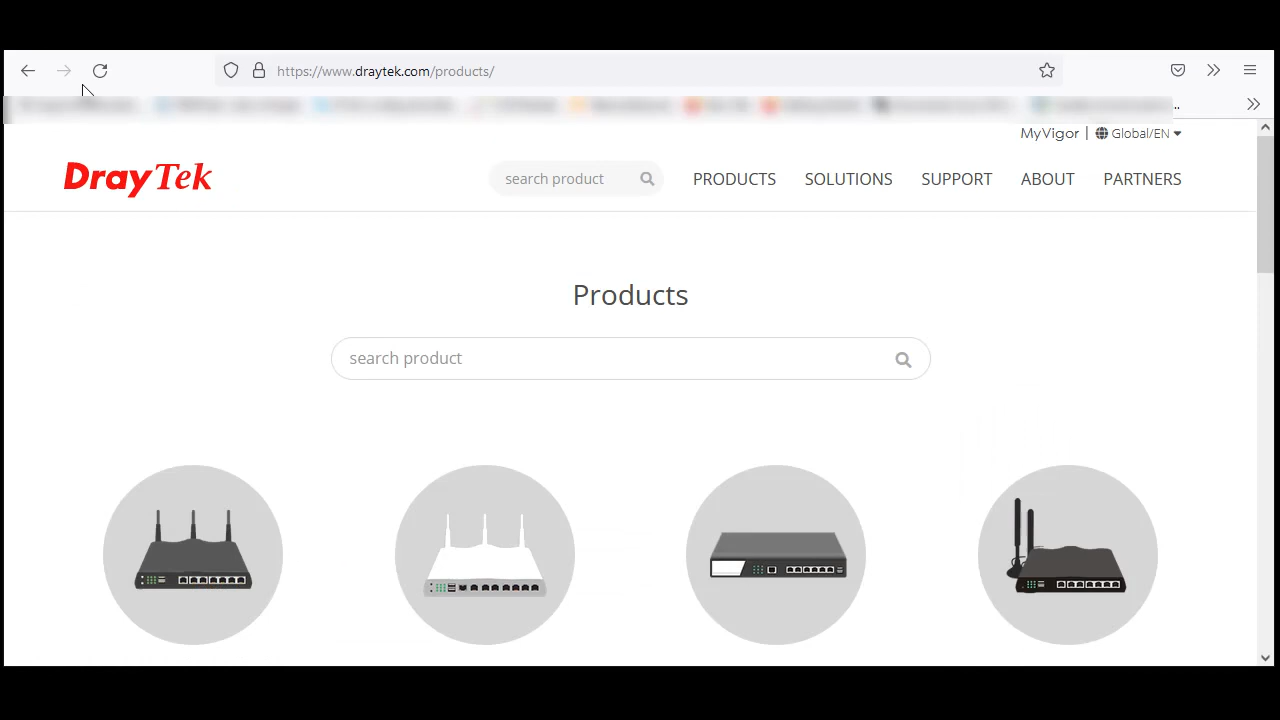 https://www.draytek.com/products/
MyVigor | Global/EN
DrayTek
search product
PRODUCTS
SOLUTIONS
SUPPORT
ABOUT
PARTNERS
Products
search product